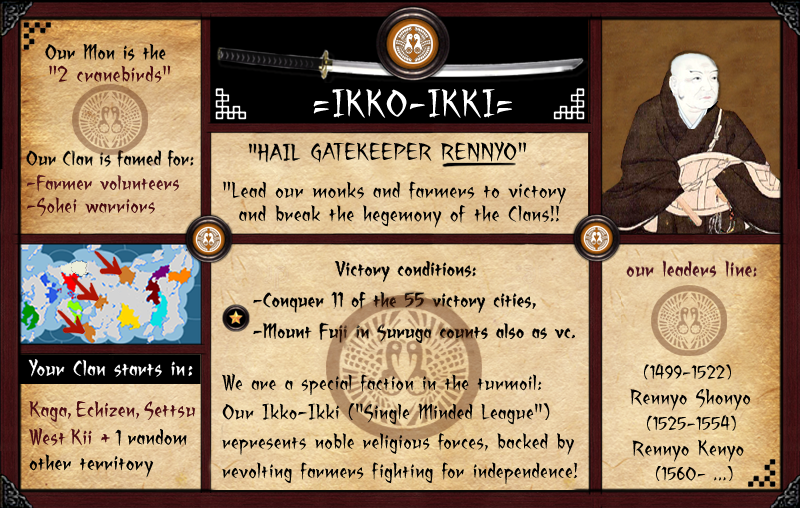 Our Mon is the
"2 cranebirds"
Our Clan is famed for:
-Farmer volunteers
-Sohei warriors
=IKKO-IKKI=
"HAIL GATEKEEPER RENNYO"
"Lead our monks and farmers to victory
and break the hegemony of the Clans!!
Your Clan starts in:
Kaga, Echizen, Settsu
West Kii + 1 random
other territory
Victory conditions:
-Conquer 11 of the 55 victory cities,
-Mount Fuji in Suruga counts also as vc.
We are a special faction in the turmoil:
Our Ikko-Ikki ("Single Minded League")
represents noble religious forces, backed by
revolting farmers fighting for independence!
our leaders line:
(1499-1522)
Rennyo Shonyo
(1525-1554)
Rennyo Kenyo
(1560- ...)